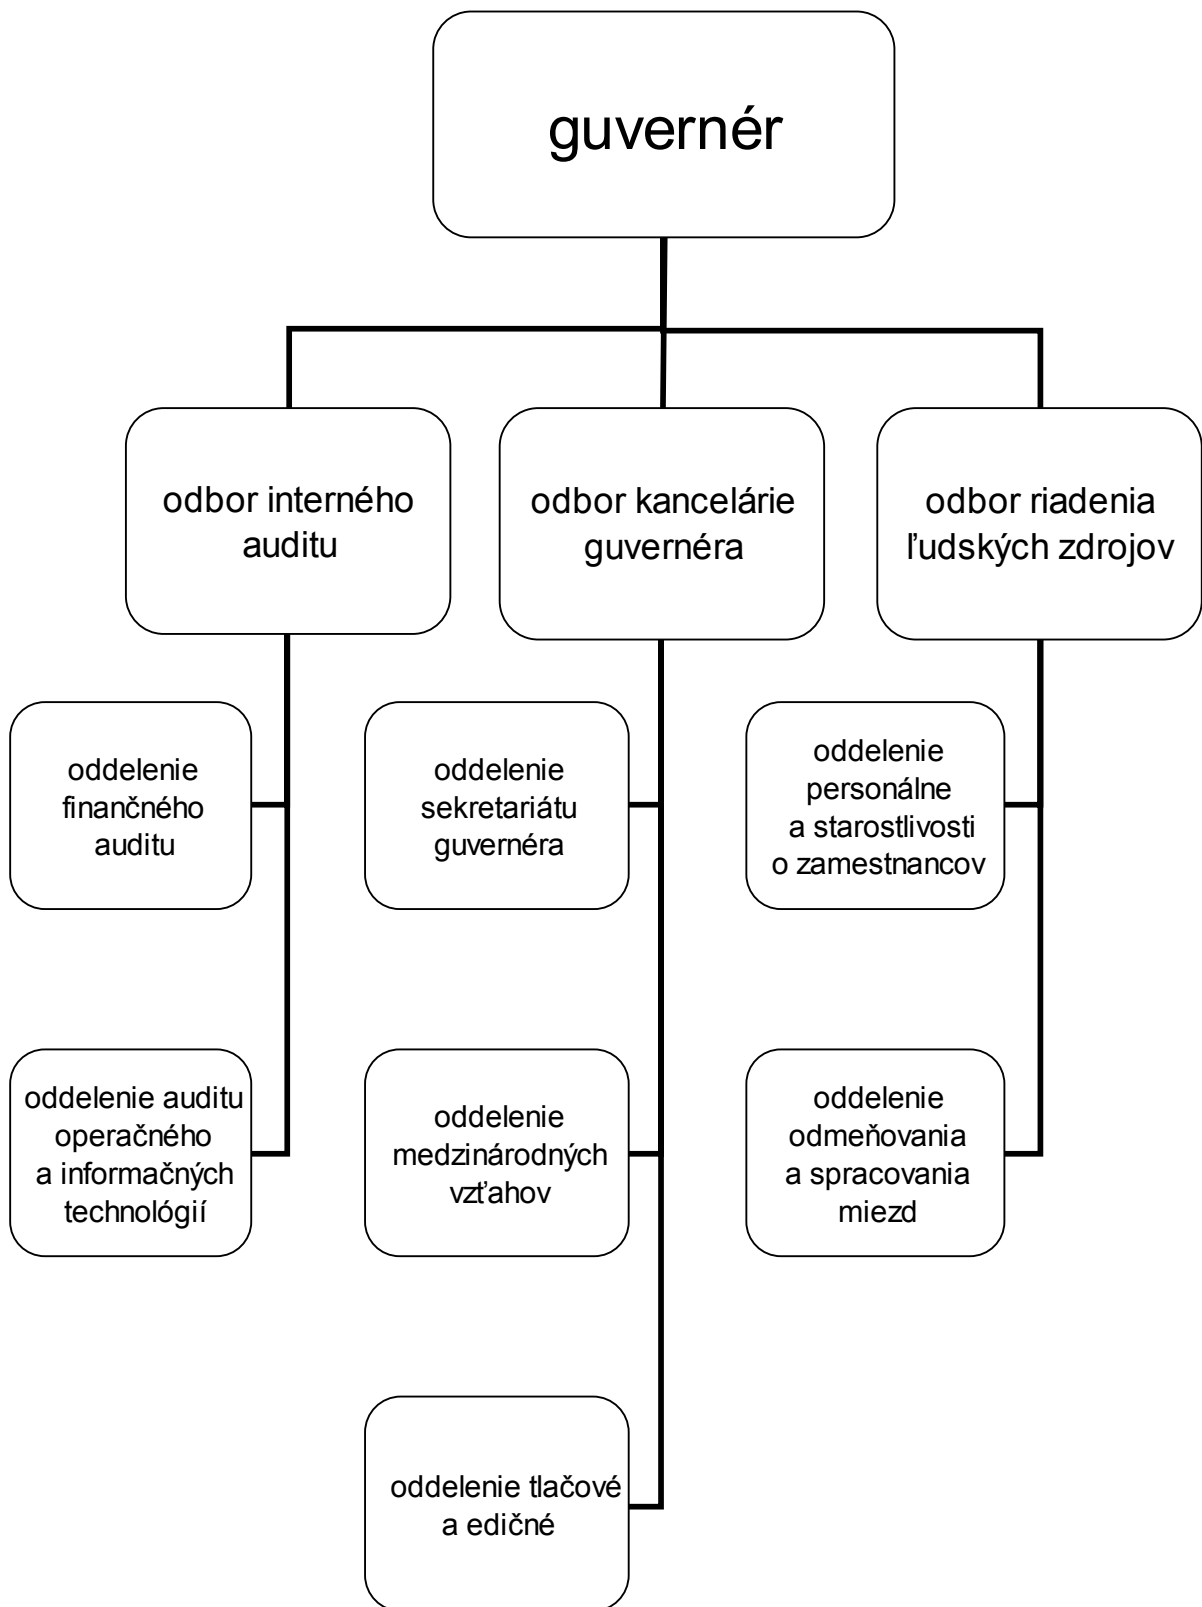 guvernér
odbor interného
auditu
odbor kancelárie
guvernéra
odbor riadenia
ľudských zdrojov
oddelenie
finančného
auditu
oddelenie
sekretariátu
guvernéra
oddelenie
personálne
a starostlivosti
o zamestnancov
oddelenie auditu
operačného
a informačných
technológií
oddelenie
medzinárodných
vzťahov
oddelenie
odmeňovania
a spracovania
miezd
oddelenie tlačové
a edičné